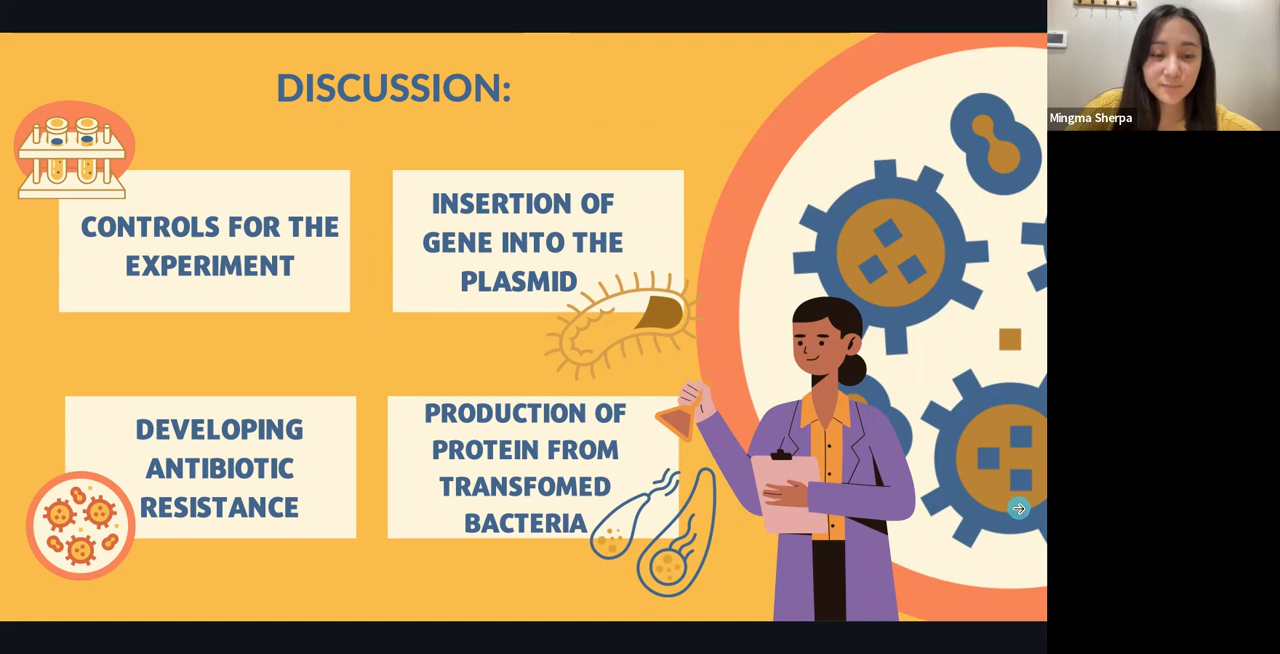 DISCUSSION:
CONTROLS FOR THE
EXPERIMENT
INSERTION OF
GENE INTO THE
PLASMID
DEVELOPING
ANTIBIOTIC
RESISTANCE
PRODUCTION OF
PROTEIN FROM
TRANSFOMED
BACTERIA
Mingma Sherpa